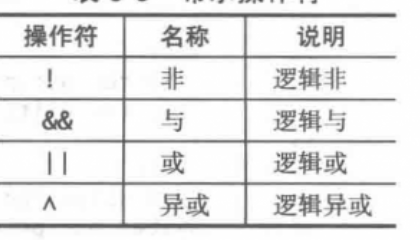 操作符 名称 说明
! 非 逻辑非
&& 与 逻辑与
|| 或 逻辑或
^ 异或 逻辑异或